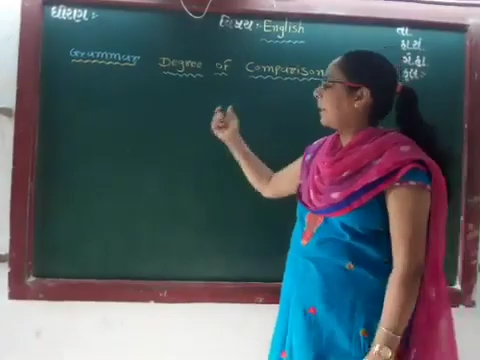 ધોરણ:
વિષય:- English
તા
હા.સં
ગે.હા
કુલ:-
Grammar Degree of Comparison